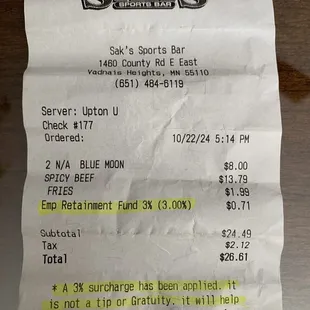 SPORTS BAR
Sak's Sports Bar
1460 County Rd E East
Vadnais Heights, MN 55110
(651) 484-6119
Server: Upton U
Check #177
Ordered: 10/22/24 5:14 PM
2 N/A BLUE MOON $8.00
SPICY BEEF $13.79
FRIES $1.99
Emp Retainment Fund 3% (3.00%) $0.71
Subtotal $24.49
Tax $2.12
Total $26.61
* A 3% surcharge has been applied. it
is not a tip or Gratuity. it will help